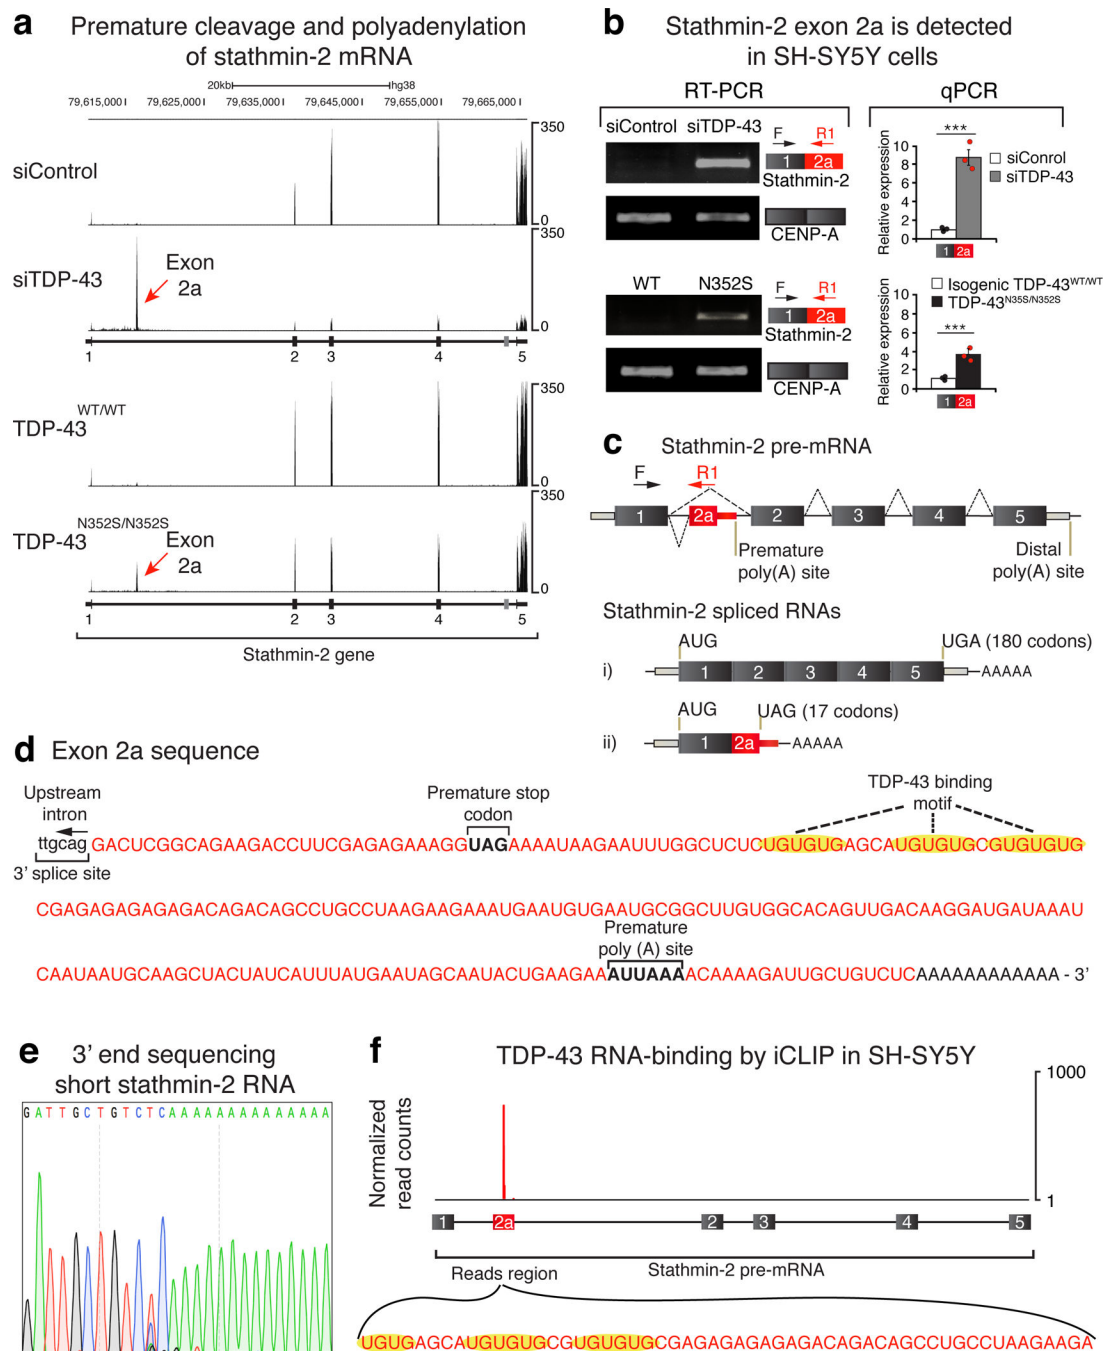 a Premature cleavage and polyadenylation
of stathmin-2 mRNA
20kb hg38
79,615,000 79,625,000 79,635,000 79,645,000 79,655,000 79,665,000
350
siControl
0
350
siTDP-43
Exon
2a
0
1 2 3 4 5
350
TDP-43 WT/WT
0
350
TDP-43 N352S/N352S
Exon
2a
0
1 2 3 4 5
Stathmin-2 gene
b Stathmin-2 exon 2a is detected
in SH-SY5Y cells
RT-PCR qPCR
siControl siTDP-43
F R1
1 2a
Stathmin-2
CENP-A
Relative expression
10
8
6
4
2
0
***
siConrol
siTDP-43
1 2a
WT N352S
F R1
1 2a
Stathmin-2
CENP-A
Isogenic TDP-43WT/WT
TDP-43N35S/N352S
Relative expression
10
8
6
4
2
0
***
1 2a
c Stathmin-2 pre-mRNA
F R1
1 2a 2 3 4 5
Premature
poly(A) site
Distal
poly(A) site
Stathmin-2 spliced RNAs
AUG UGA (180 codons)
i) 1 2 3 4 5 AAAAA
AUG UAG (17 codons)
ii) 1 2a AAAAA
d Exon 2a sequence
Upstream
intron
Premature stop
codon
TDP-43 binding
motif
ttgcag GACUCGGCAGAAGACCUUCGAGAGAAAGGUAGAAAAUAAGAAUUUGGCUCUCUGUGUGAGCAUGUGUGCGUGUGUG
3’ splice site
CGAGAGAGAGAGACAGACAGCCUGCCUAAGAAGAAAUGAAUGUGAAUGCGGCUUGUGGCACAGUUGACAAGGAUGAUAAAU
Premature
poly (A) site
CAAUAAUGCAAGCUACUAUCAUUUAUGAAUAGCAAUACUGAAGAAAUUAAAACAAAAGAUUGCUGUCUCAAAAAAAAAAAA - 3’
e 3’ end sequencing
short stathmin-2 RNA
G A T T G C T G T C T C A A A A A A A A A A A A A
f TDP-43 RNA-binding by iCLIP in SH-SY5Y
Normalized
read counts
1000
1
1 2a 2 3 4 5
Reads region
Stathmin-2 pre-mRNA
UGUGAGCAUGUGUGCGUGUGUGCGAGAGAGAGAGACAGACAGCCUGCCUAAGAAGA